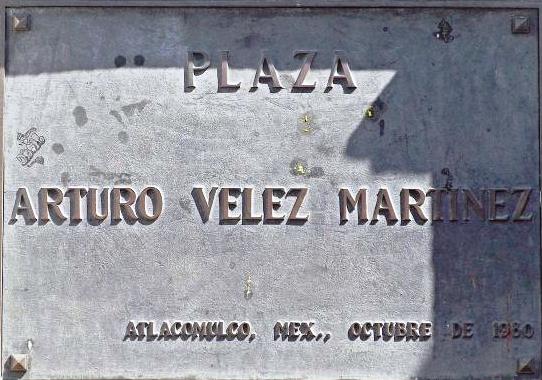 PLAZA
ARTURO VELEZ MARTINEZ
ATLACOMULCO, MEX., OCTUBRE DE 1980